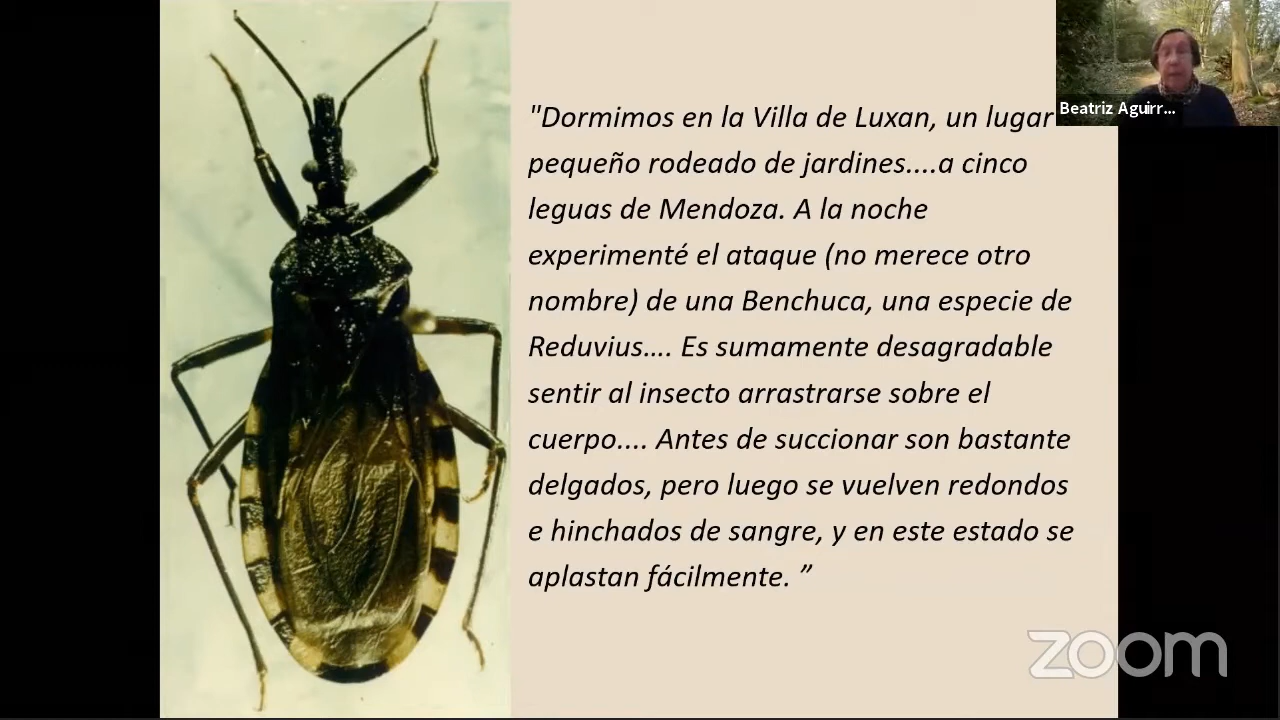 "Dormimos en la Villa de Luxan, un lugar
pequeño rodeado de jardines....a cinco
leguas de Mendoza. A la noche
experimenté el ataque (no merece otro
nombre) de una Benchuca, una especie de
Reduvius…. Es sumamente desagradable
sentir al insecto arrastrarse sobre el
cuerpo.... Antes de succionar son bastante
delgados, pero luego se vuelven redondos
e hinchados de sangre, y en este estado se
aplastan fácilmente. ”
Beatriz Aguirr...
zoom